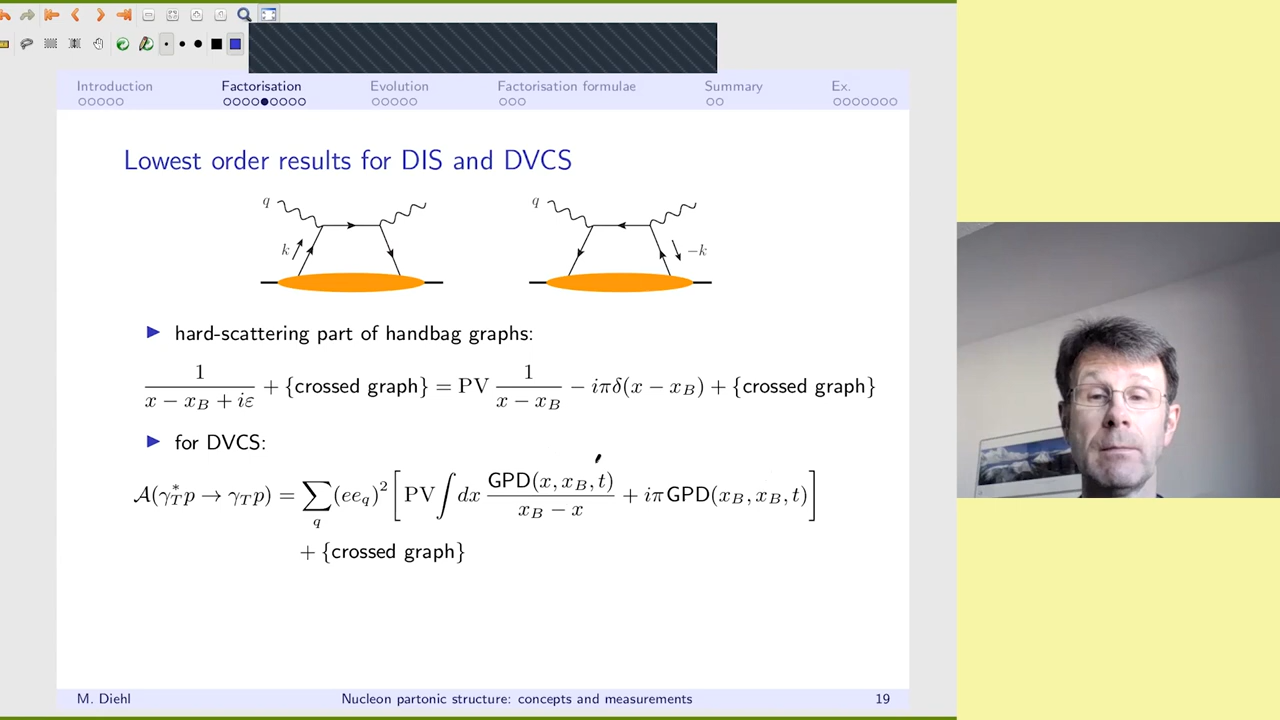 Introduction Factorisation Evolution Factorisation formulae Summary Ex.
Lowest order results for DIS and DVCS
q q
k −k
▶ hard-scattering part of handbag graphs:
1/(x − x_B + iε) + {crossed graph} = PV 1/(x − x_B) − iπδ(x − x_B) + {crossed graph}
▶ for DVCS:
𝒜(γ*_T p → γ_T p) = ∑_q (ee_q)² [ PV ∫ dx GPD(x, x_B, t)/(x_B − x) + iπ GPD(x_B, x_B, t) ]
+ {crossed graph}
M. Diehl Nucleon partonic structure: concepts and measurements 19